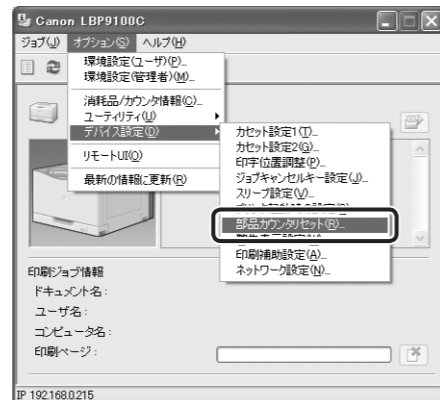 Canon LBP9100C
ジョブ(J) オプション(S) ヘルプ(H)
環境設定(ユーザ)(P)...
環境設定(管理者)(M)...
消耗品/カウンタ情報(C)...
ユーティリティ(U)
デバイス設定(D)
リモートUI(O)
最新の情報に更新(R)
カセット設定1(T)...
カセット設定2(G)...
印字位置調整(P)...
ジョブキャンセルキー設定(J)...
スリープ設定(V)...
部品カウンタリセット(R)...
印刷補助設定(A)...
ネットワーク設定(N)...
印刷ジョブ情報
ドキュメント名:
ユーザ名:
コンピュータ名:
印刷ページ:
IP 192.168.0.215